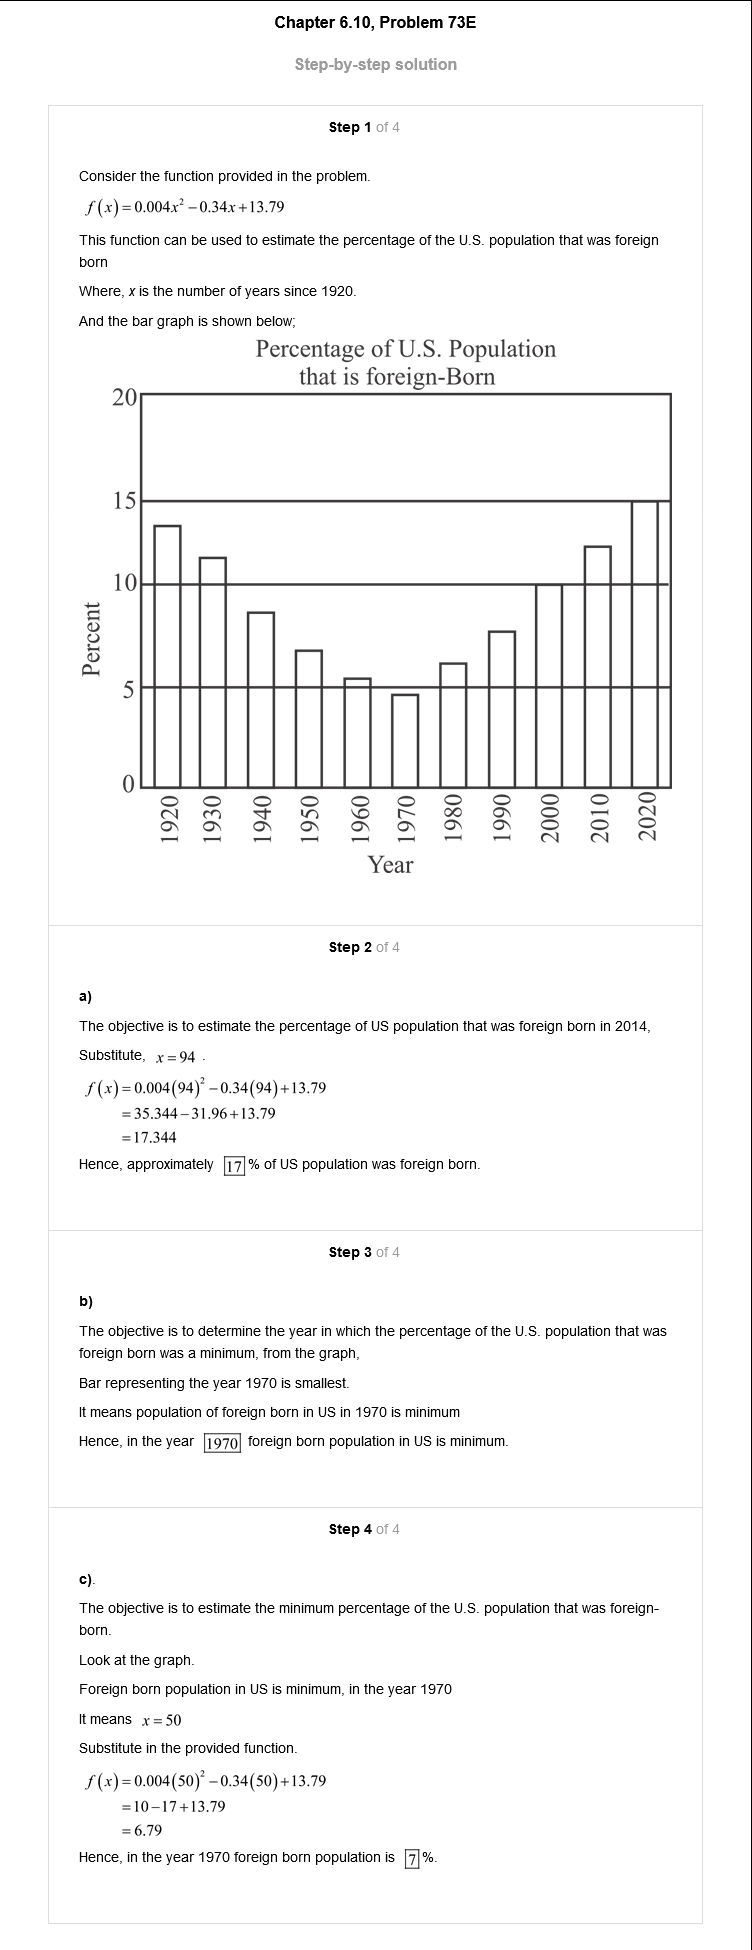 Chapter 6.10, Problem 73E
Step-by-step solution
Step 1 of 4
Consider the function provided in the problem.
f(x)=0.004x²−0.34x+13.79
This function can be used to estimate the percentage of the U.S. population that was foreign
born
Where, x is the number of years since 1920.
And the bar graph is shown below;
Percentage of U.S. Population
that is foreign-Born
20
15
10
5
0
Percent
1920 1930 1940 1950 1960 1970 1980 1990 2000 2010 2020
Year
Step 2 of 4
a)
The objective is to estimate the percentage of US population that was foreign born in 2014,
Substitute, x=94 .
f(x)=0.004(94)²−0.34(94)+13.79
=35.344−31.96+13.79
=17.344
Hence, approximately 17 % of US population was foreign born.
Step 3 of 4
b)
The objective is to determine the year in which the percentage of the U.S. population that was
foreign born was a minimum, from the graph,
Bar representing the year 1970 is smallest.
It means population of foreign born in US in 1970 is minimum
Hence, in the year 1970 foreign born population in US is minimum.
Step 4 of 4
c).
The objective is to estimate the minimum percentage of the U.S. population that was foreign-
born.
Look at the graph.
Foreign born population in US is minimum, in the year 1970
It means x=50
Substitute in the provided function.
f(x)=0.004(50)²−0.34(50)+13.79
=10−17+13.79
=6.79
Hence, in the year 1970 foreign born population is 7 %.